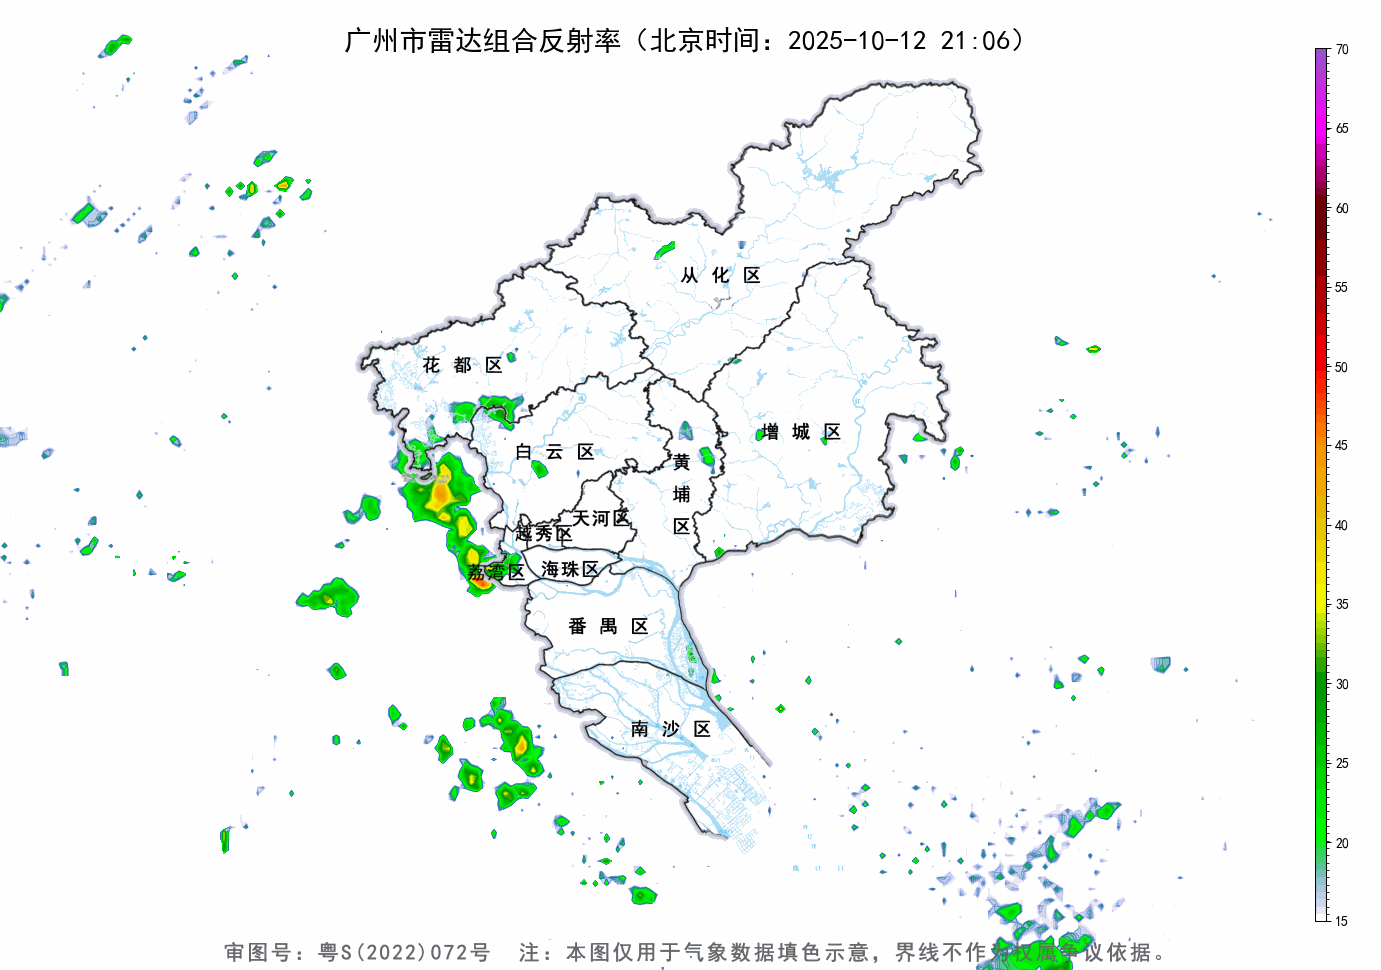 广州市雷达组合反射率（北京时间：2025-10-12 21:06）
70
65
60
55
50
45
40
35
30
25
20
15
从化区
花都区
增城区
白云区
黄埔区
天河区
越秀区
荔湾区
海珠区
番禺区
南沙区
审图号：粤S(2022)072号 注：本图仅用于气象数据填色示意，界线不作为权属争议依据。